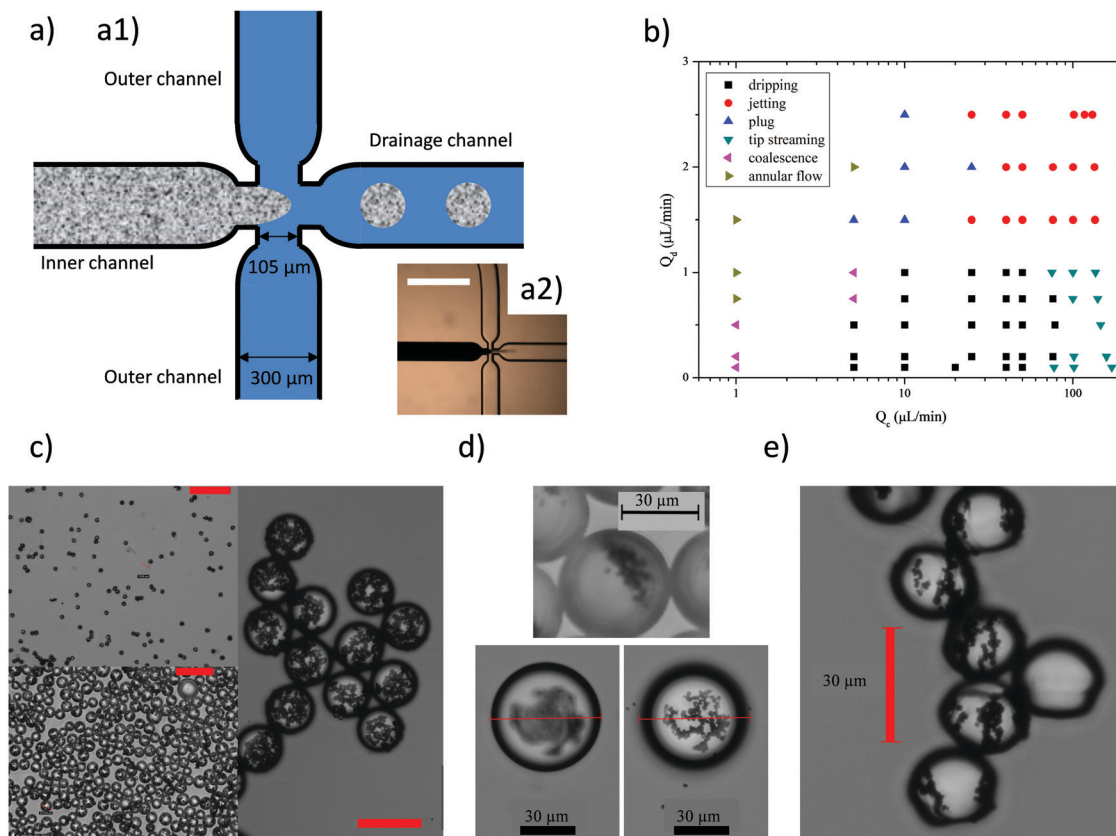 a)
a1)
Outer channel
Drainage channel
Inner channel
105 µm
a2)
Outer channel
300 µm
b)
3
2
1
0
Q_d (µL/min)
dripping
jetting
plug
tip streaming
coalescence
annular flow
1
10
100
Q_c (µL/min)
c)
d)
30 µm
30 µm
30 µm
e)
30 µm